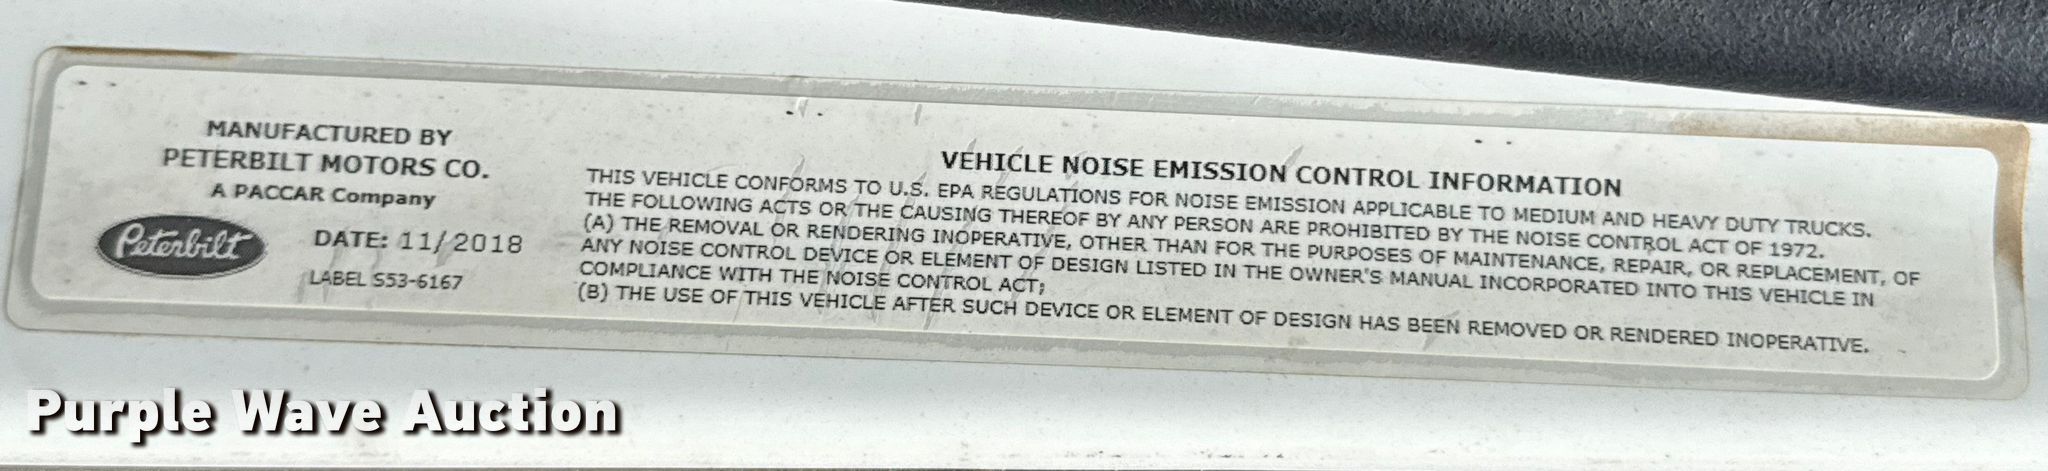 MANUFACTURED BY
PETERBILT MOTORS CO.
A PACCAR Company
Peterbilt
DATE: 11/2018
LABEL S53-6167
VEHICLE NOISE EMISSION CONTROL INFORMATION
THIS VEHICLE CONFORMS TO U.S. EPA REGULATIONS FOR NOISE EMISSION APPLICABLE TO MEDIUM AND HEAVY DUTY TRUCKS.
THE FOLLOWING ACTS OR THE CAUSING THEREOF BY ANY PERSON ARE PROHIBITED BY THE NOISE CONTROL ACT OF 1972.
(A) THE REMOVAL OR RENDERING INOPERATIVE, OTHER THAN FOR THE PURPOSES OF MAINTENANCE, REPAIR, OR REPLACEMENT, OF
ANY NOISE CONTROL DEVICE OR ELEMENT OF DESIGN LISTED IN THE OWNER'S MANUAL INCORPORATED INTO THIS VEHICLE IN
COMPLIANCE WITH THE NOISE CONTROL ACT;
(B) THE USE OF THIS VEHICLE AFTER SUCH DEVICE OR ELEMENT OF DESIGN HAS BEEN REMOVED OR RENDERED INOPERATIVE.
Purple Wave Auction